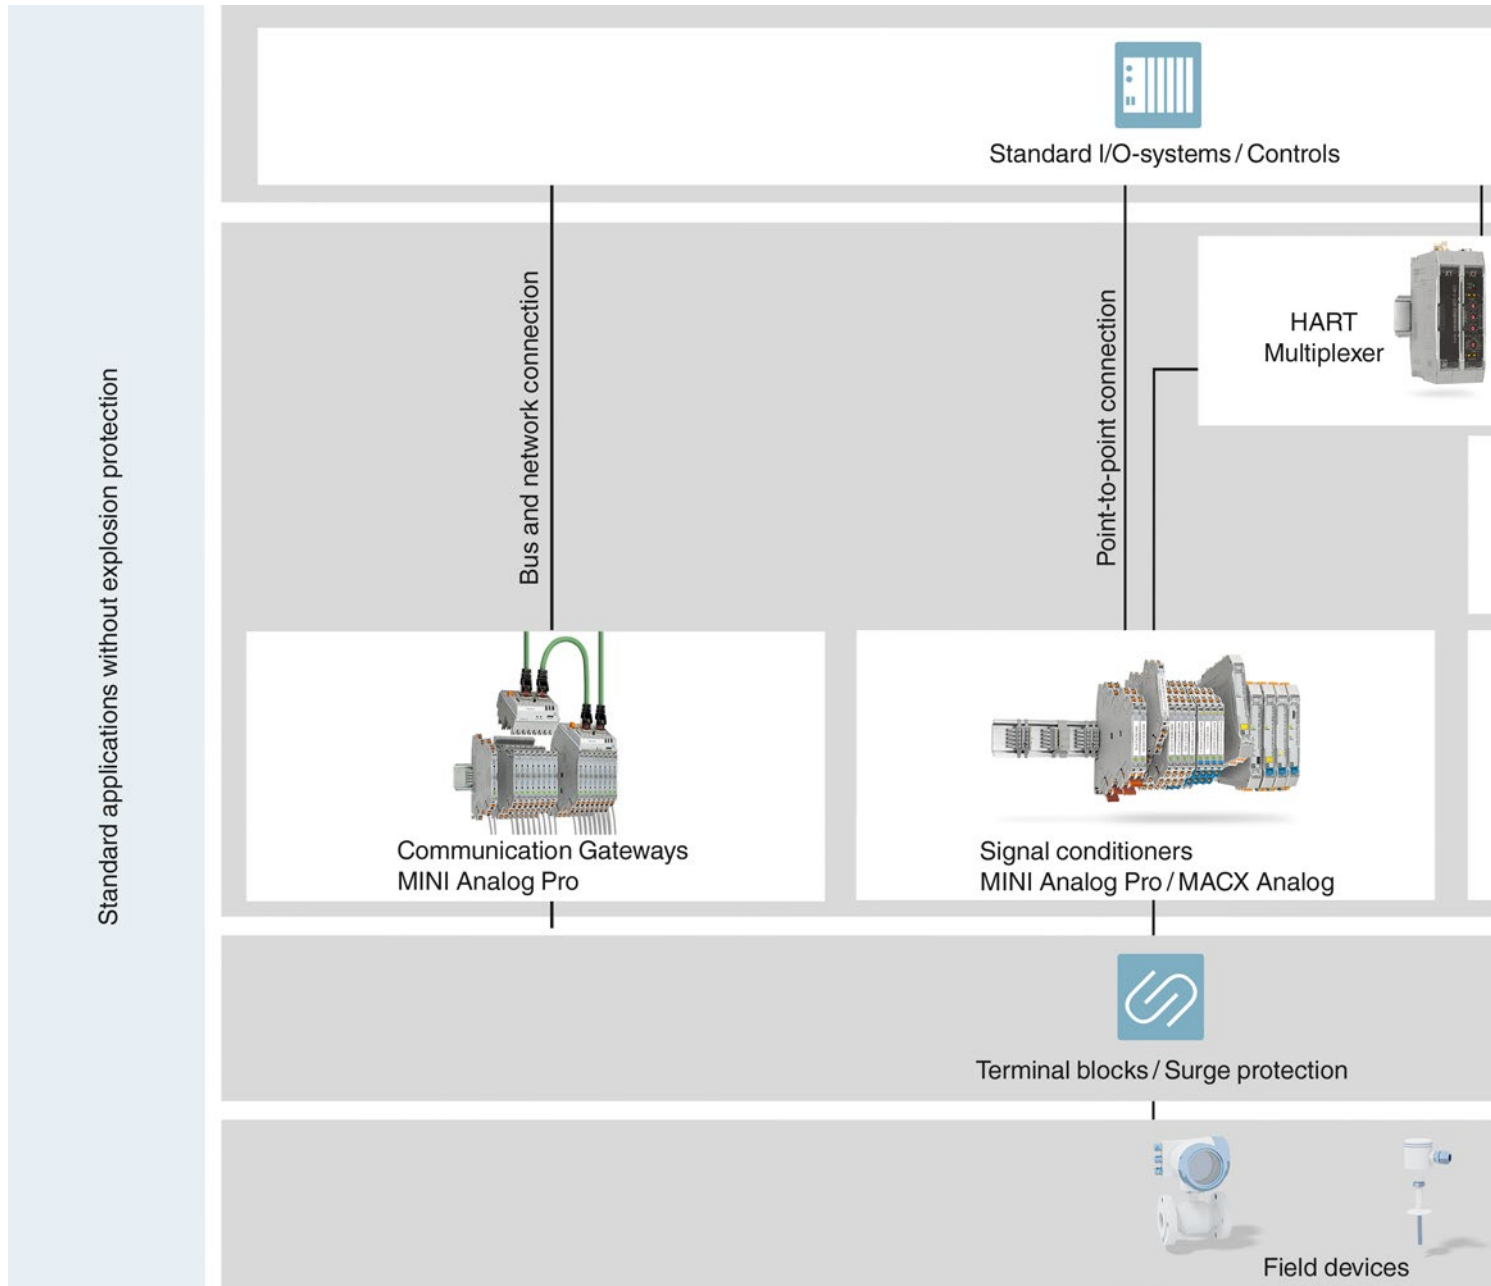 Standard applications without explosion protection
Standard I/O-systems / Controls
Bus and network connection
Point-to-point connection
HART
Multiplexer
Communication Gateways
MINI Analog Pro
Signal conditioners
MINI Analog Pro / MACX Analog
Terminal blocks / Surge protection
Field devices